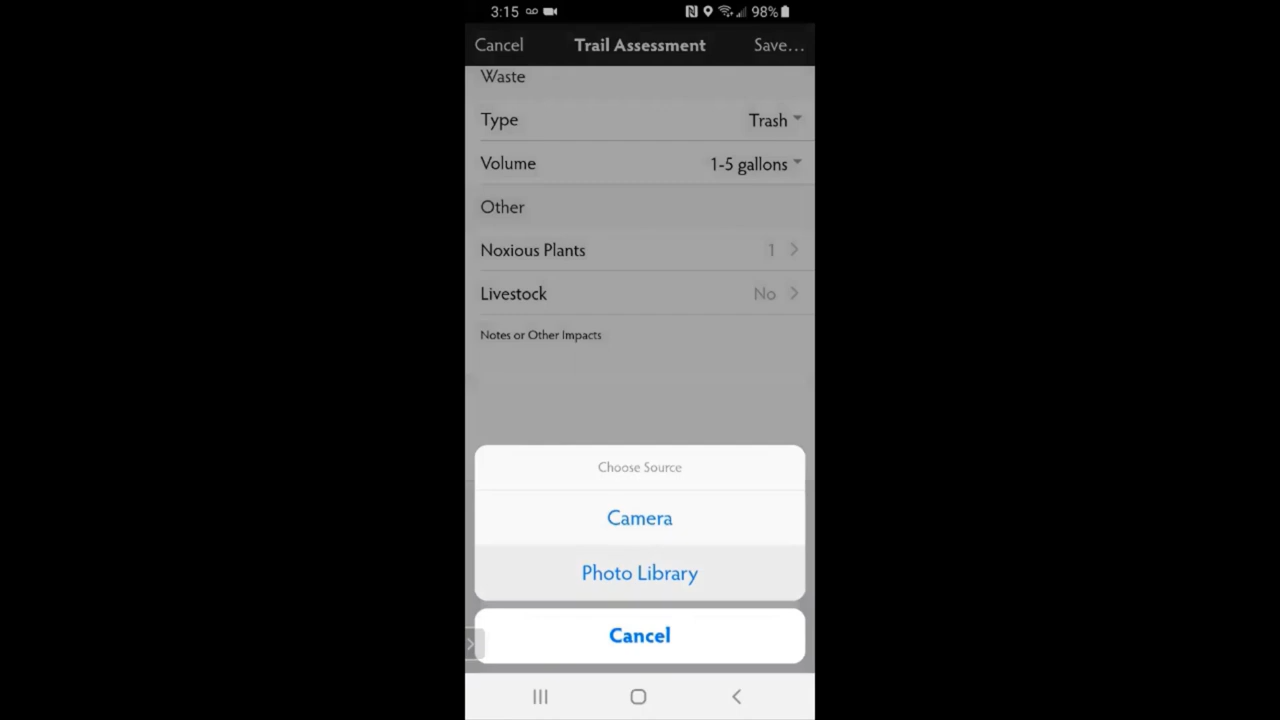 3:15 98%
Cancel Trail Assessment Save...
Waste
Type Trash
Volume 1-5 gallons
Other
Noxious Plants 1
Livestock No
Notes or Other Impacts
Choose Source
Camera
Photo Library
Cancel